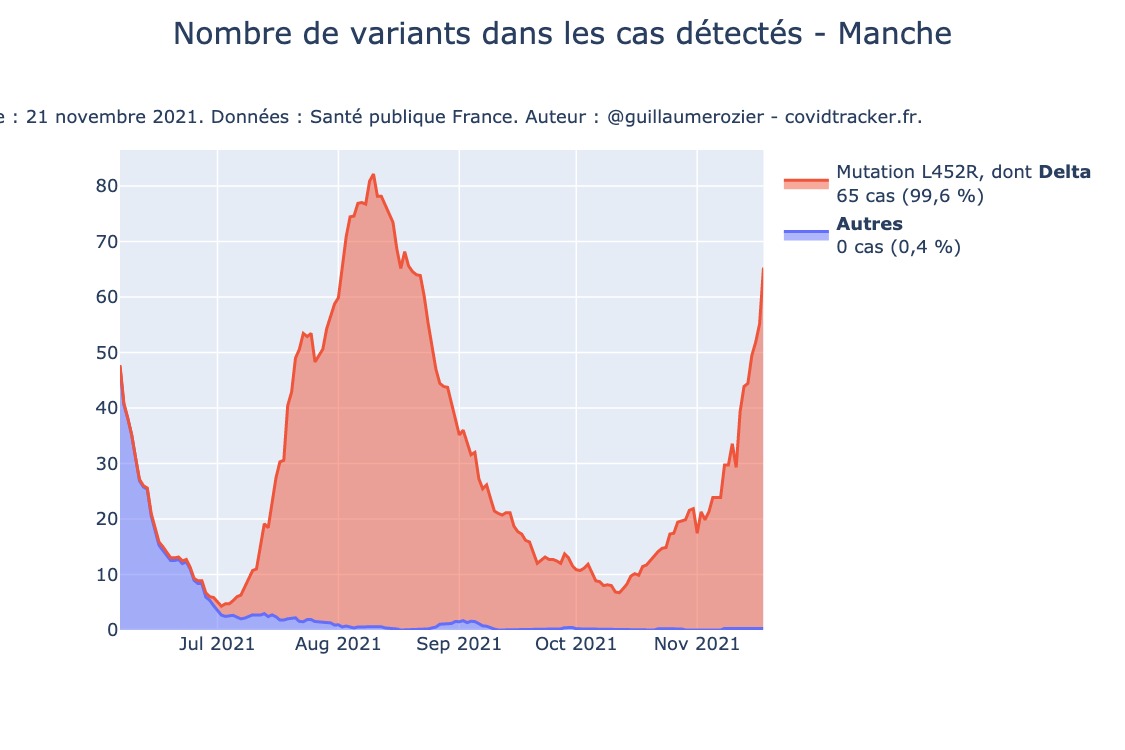 Nombre de variants dans les cas détectés - Manche
: 21 novembre 2021. Données : Santé publique France. Auteur : @guillaumerozier - covidtracker.fr.
Mutation L452R, dont Delta
65 cas (99,6 %)
Autres
0 cas (0,4 %)
80
70
60
50
40
30
20
10
0
Jul 2021 Aug 2021 Sep 2021 Oct 2021 Nov 2021